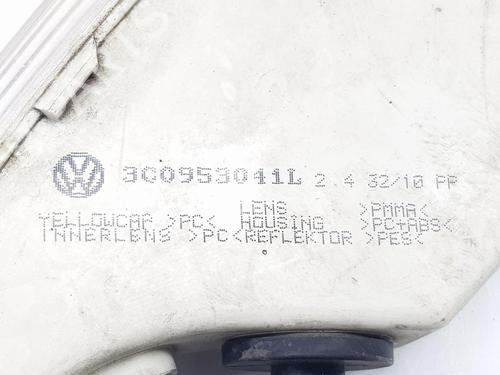 3C0953041L 2.4 32/10 PP
LENS >PMMA<
YELLOWCAP >PC< HOUSING >PC+ABS<
INNERLENS >PC< REFLEKTOR >PES<